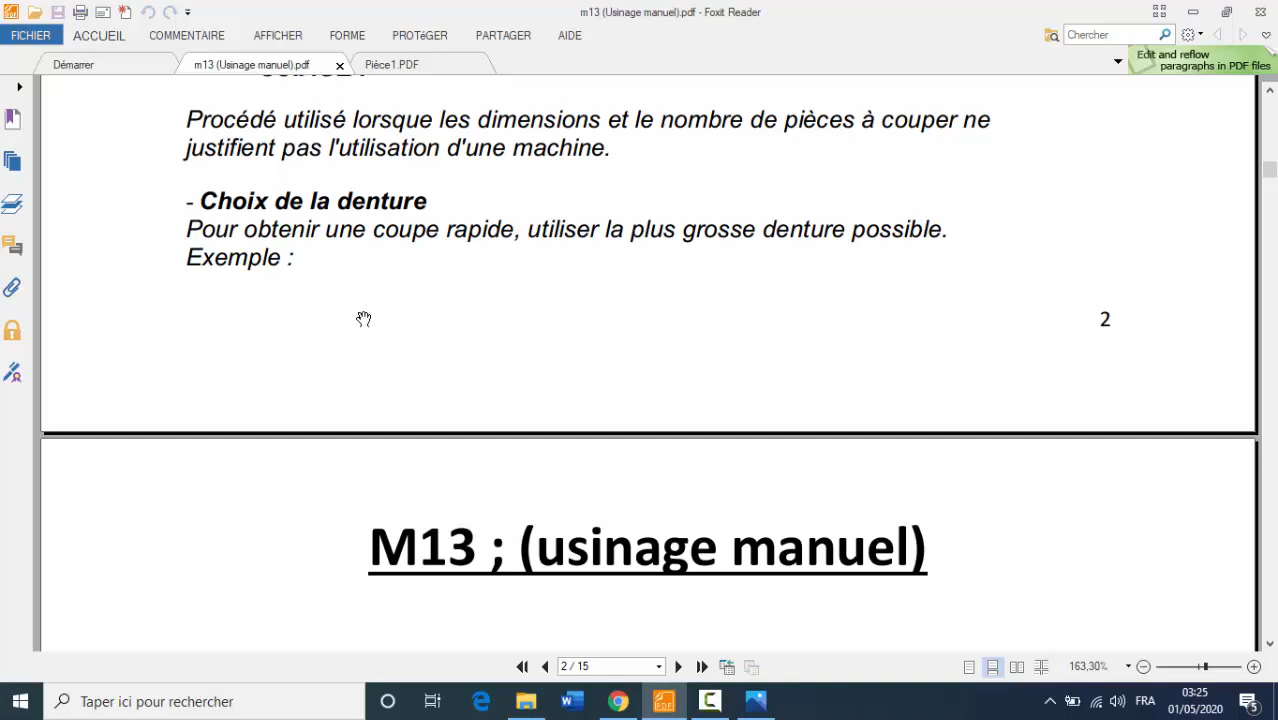 m13 (Usinage manuel).pdf - Foxit Reader
FICHIER ACCUEIL COMMENTAIRE AFFICHER FORME PROTéGER PARTAGER AIDE Chercher
Démarrer m13 (Usinage manuel).pdf Pièce1.PDF
Edit and reflow
paragraphs in PDF files
Procédé utilisé lorsque les dimensions et le nombre de pièces à couper ne
justifient pas l'utilisation d'une machine.
- Choix de la denture
Pour obtenir une coupe rapide, utiliser la plus grosse denture possible.
Exemple :
2
M13 ; (usinage manuel)
2 / 15 163,30%
Taper ici pour rechercher FRA 03:25
01/05/2020 5